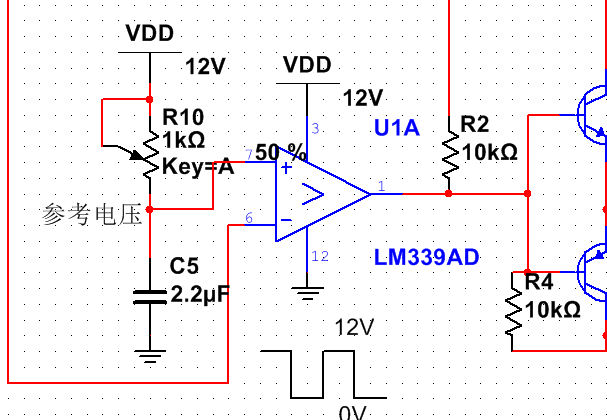 VDD
12V
VDD
12V
R10
1kΩ
Key=A
50 %
7
3
U1A
R2
10kΩ
1
参考电压
6
12
LM339AD
C5
2.2µF
R4
10kΩ
12V
0V